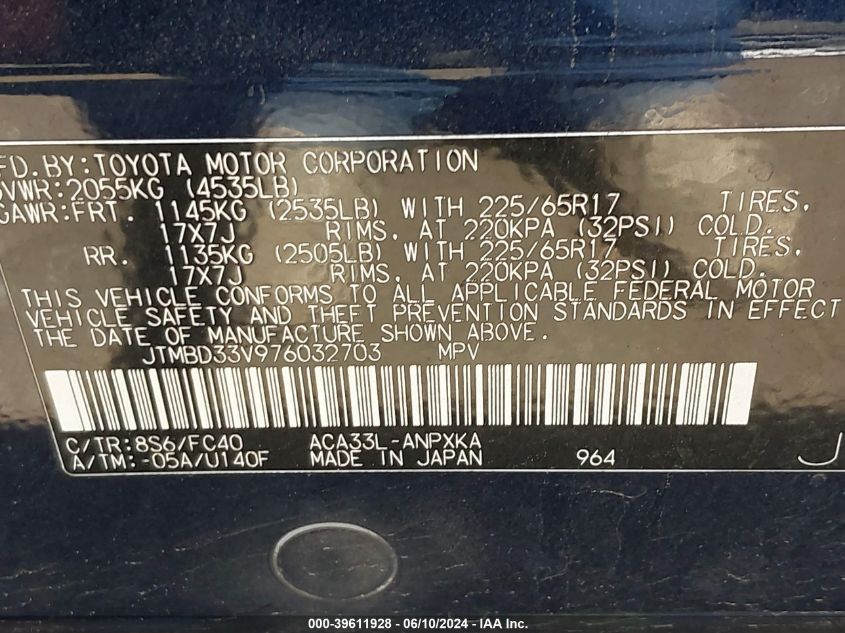 FD. BY:TOYOTA MOTOR CORPORATION
GVWR:2055KG (4535LB)
GAWR:FRT. 1145KG (2535LB) WITH 225/65R17 TIRES,
17X7J RIMS, AT 220KPA (32PSI) COLD.
RR. 1135KG (2505LB) WITH 225/65R17 TIRES,
17X7J RIMS, AT 220KPA (32PSI) COLD.
THIS VEHICLE CONFORMS TO ALL APPLICABLE FEDERAL MOTOR
VEHICLE SAFETY AND THEFT PREVENTION STANDARDS IN EFFECT
THE DATE OF MANUFACTURE SHOWN ABOVE.
JTMBD33V976032703 MPV
C/TR:8S6/FC40 ACA33L-ANPXKA
A/TM:-05A/U140F MADE IN JAPAN 964 J
000-39611928 - 06/10/2024 - IAA Inc.